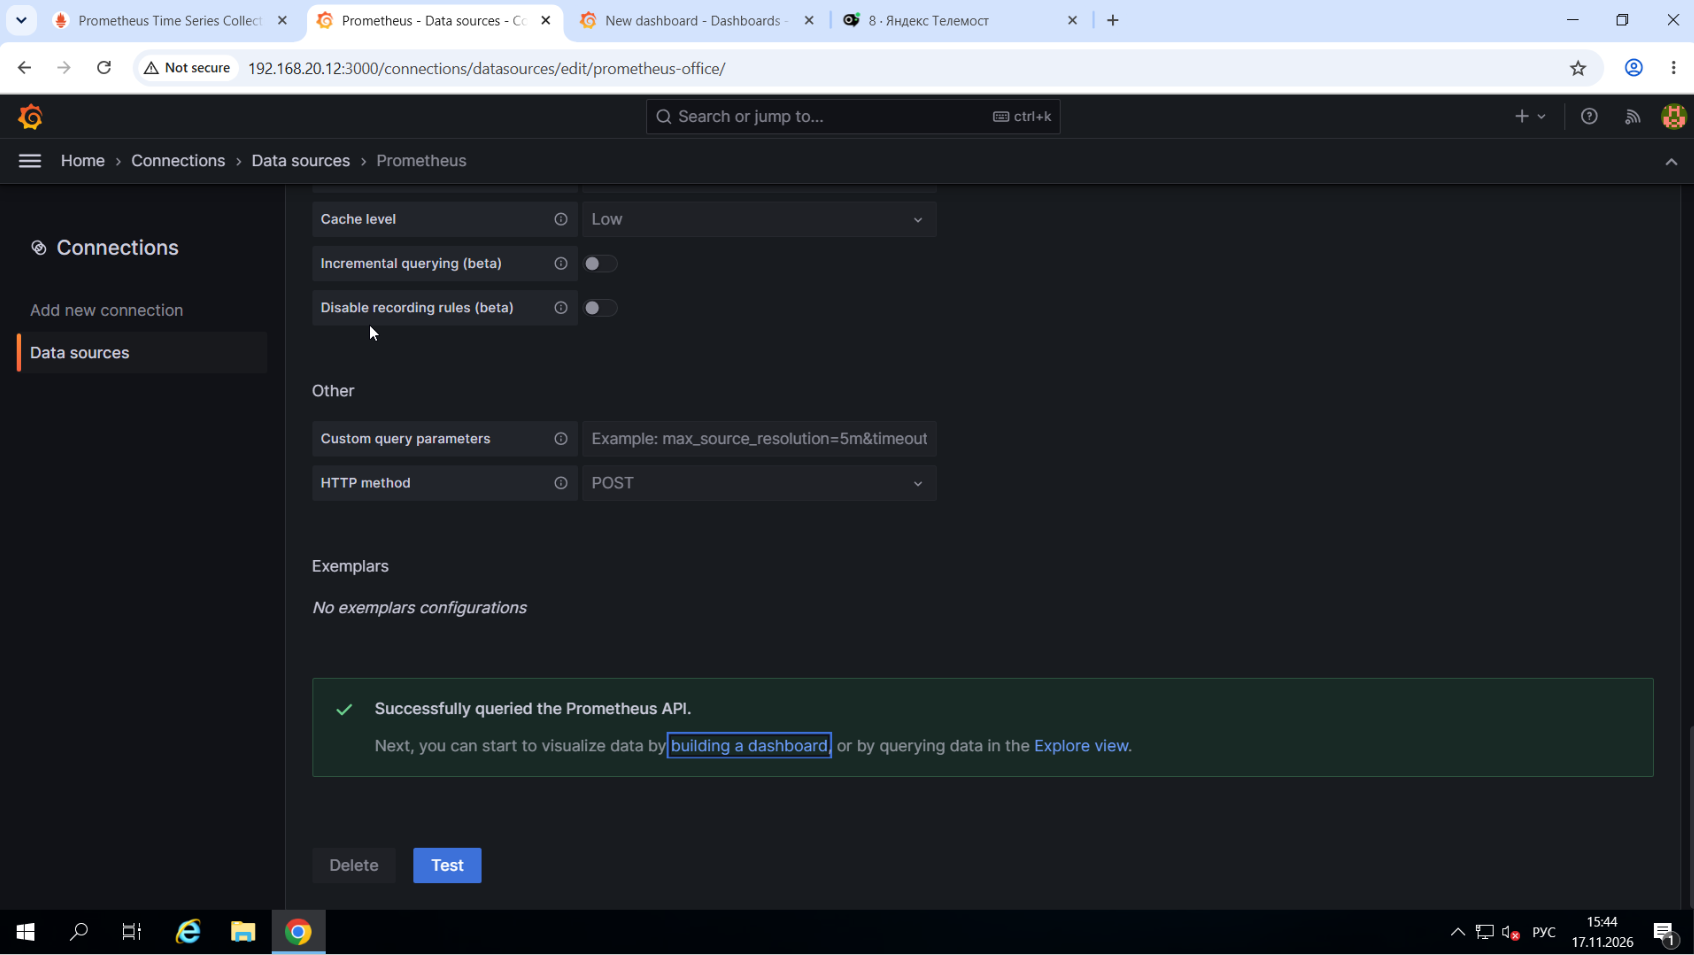 Prometheus Time Series Collect
Prometheus - Data sources - Co
New dashboard - Dashboards -
8 · Яндекс Телемост
Not secure
192.168.20.12:3000/connections/datasources/edit/prometheus-office/
Search or jump to...
ctrl+k
Home › Connections › Data sources › Prometheus
Connections
Add new connection
Data sources
Cache level
Low
Incremental querying (beta)
Disable recording rules (beta)
Other
Custom query parameters
Example: max_source_resolution=5m&timeout
HTTP method
POST
Exemplars
No exemplars configurations
Successfully queried the Prometheus API.
Next, you can start to visualize data by building a dashboard, or by querying data in the Explore view.
Delete
Test
РУС
15:44
17.11.2026
1